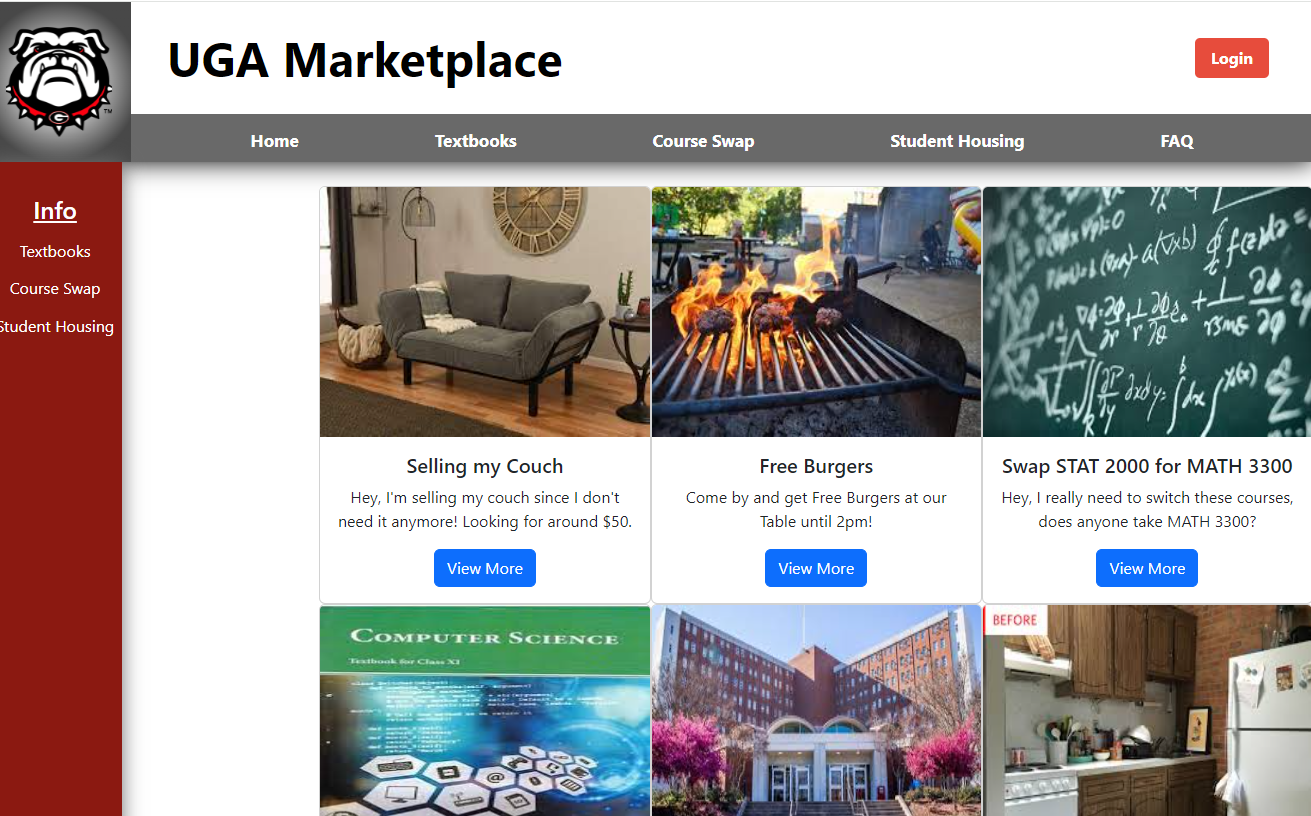 UGA Marketplace
Login
G
TM
Home Textbooks Course Swap Student Housing FAQ
Info
Textbooks
Course Swap
Student Housing
Selling my Couch
Hey, I'm selling my couch since I don't
need it anymore! Looking for around $50.
View More
Free Burgers
Come by and get Free Burgers at our
Table until 2pm!
View More
Swap STAT 2000 for MATH 3300
Hey, I really need to switch these courses,
does anyone take MATH 3300?
View More
COMPUTER SCIENCE
Textbook for Class XI
BEFORE